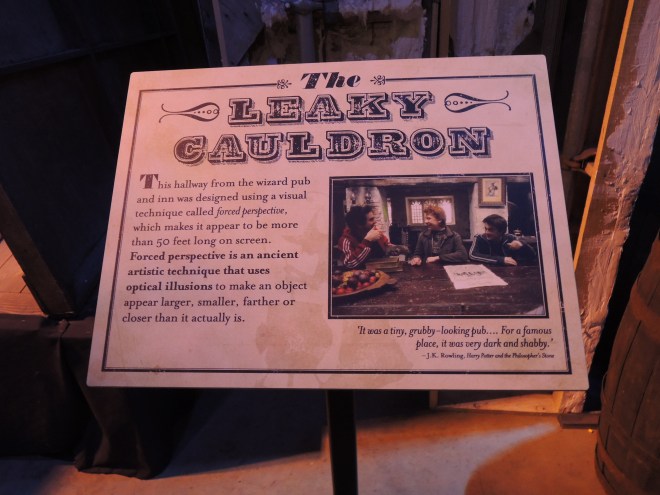 The
LEAKY
CAULDRON
This hallway from the wizard pub
and inn was designed using a visual
technique called forced perspective,
which makes it appear to be more
than 50 feet long on screen.
Forced perspective is an ancient
artistic technique that uses
optical illusions to make an object
appear larger, smaller, farther or
closer than it actually is.
'It was a tiny, grubby-looking pub.... For a famous
place, it was very dark and shabby.'
–J.K. Rowling, Harry Potter and the Philosopher's Stone